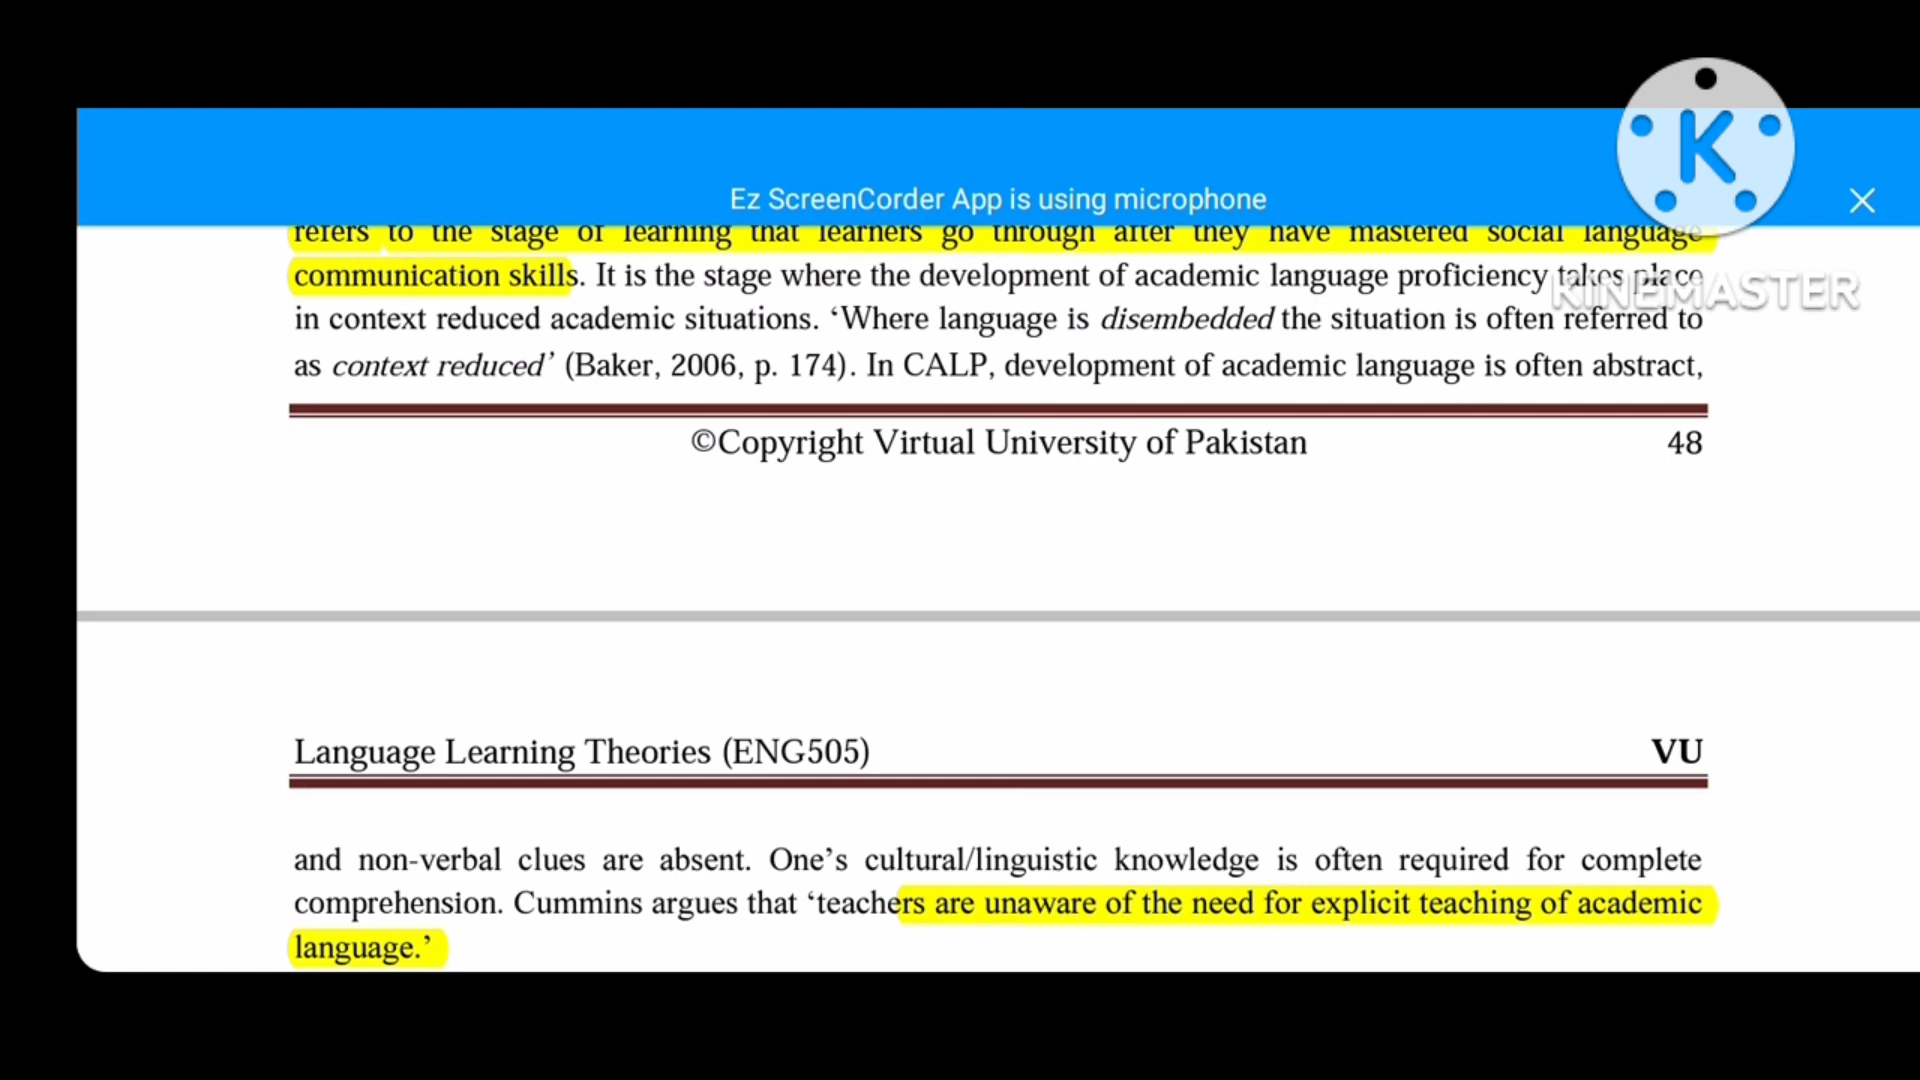 K
Ez ScreenCorder App is using microphone
refers to the stage of learning that learners go through after they have mastered social language
communication skills. It is the stage where the development of academic language proficiency takes place
KINEMASTER
in context reduced academic situations. ‘Where language is disembedded the situation is often referred to
as context reduced’ (Baker, 2006, p. 174). In CALP, development of academic language is often abstract,
©Copyright Virtual University of Pakistan 48
Language Learning Theories (ENG505) VU
and non-verbal clues are absent. One’s cultural/linguistic knowledge is often required for complete
comprehension. Cummins argues that ‘teachers are unaware of the need for explicit teaching of academic
language.’